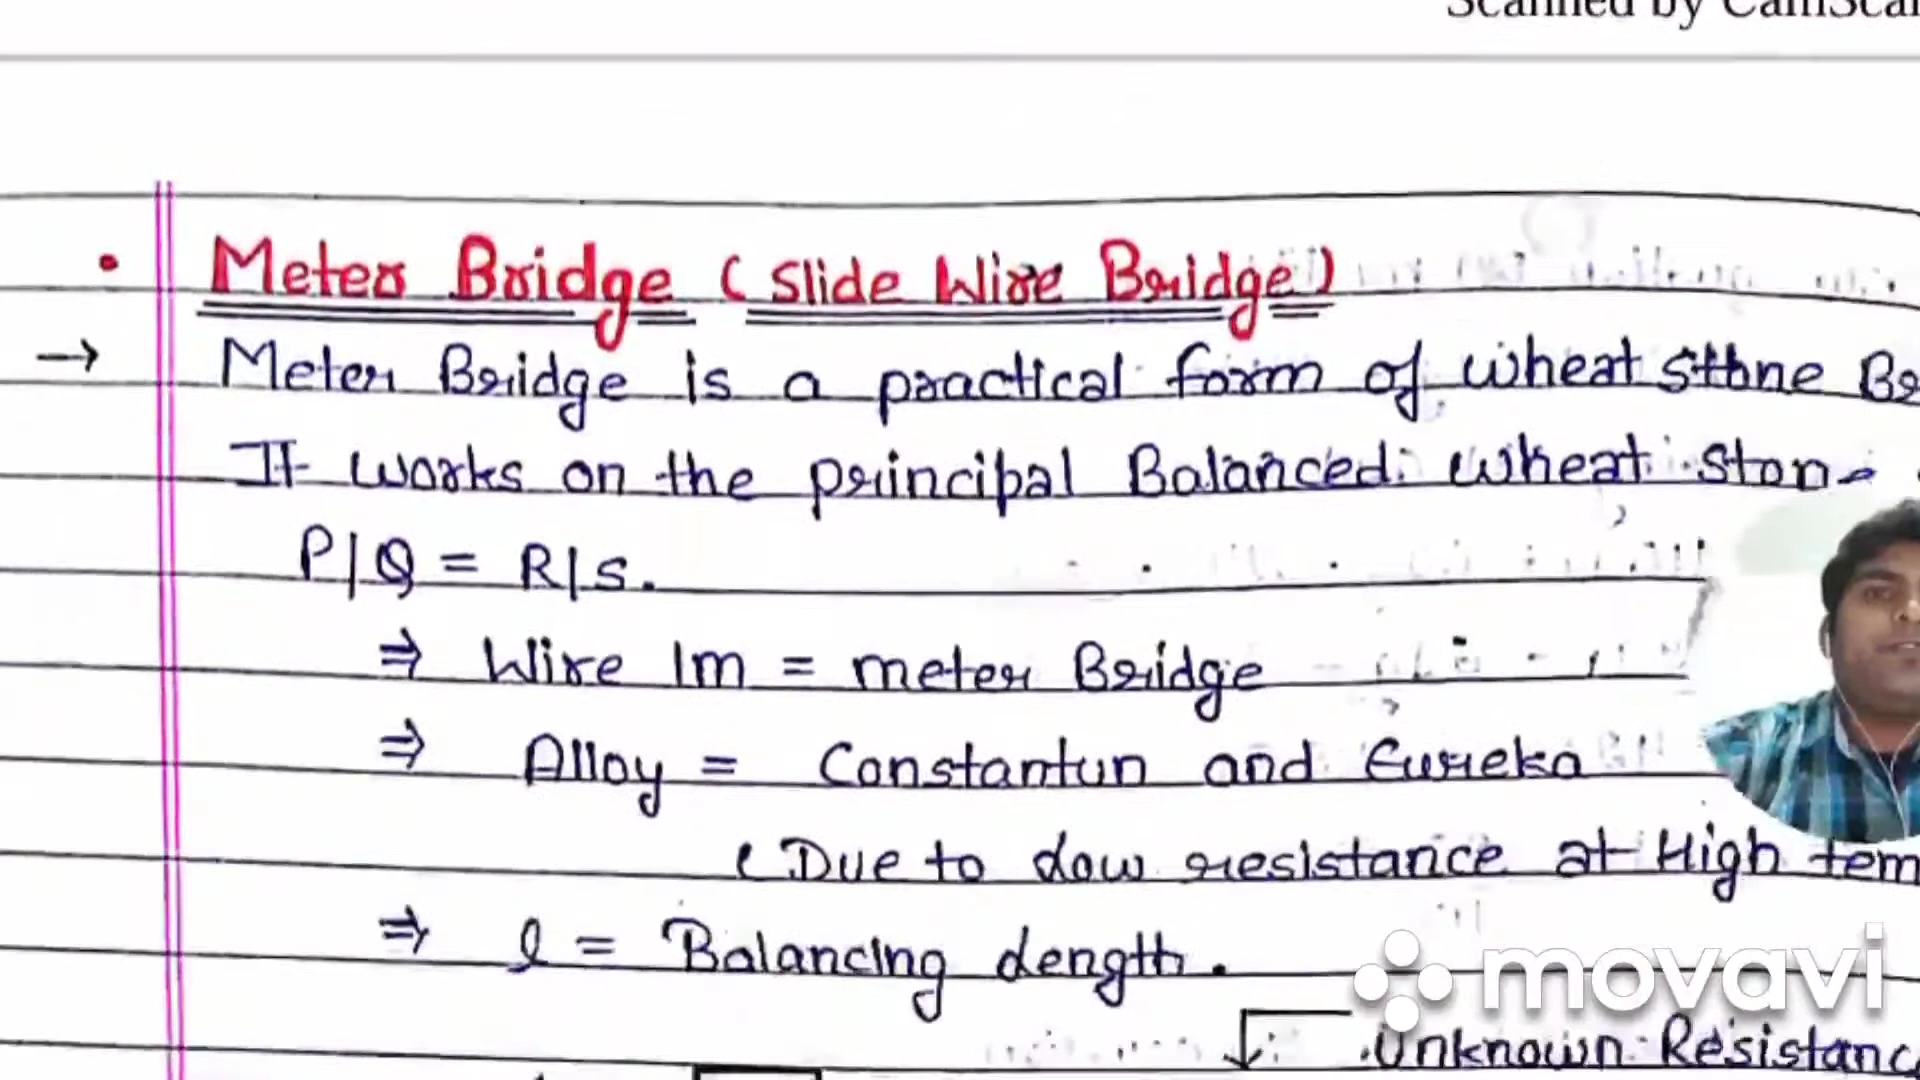 Scanned by CamScan
• Meter Bridge (Slide Wire Bridge)
→ Meter Bridge is a practical form of wheat stone Br
It works on the principal Balanced wheat stone
P/Q = R/S.
⇒ Wire 1m = meter Bridge
⇒ Alloy = Constantun and Eureka
(Due to low resistance at High tem
⇒ l = Balancing length.
movavi
Unknown Resistanc